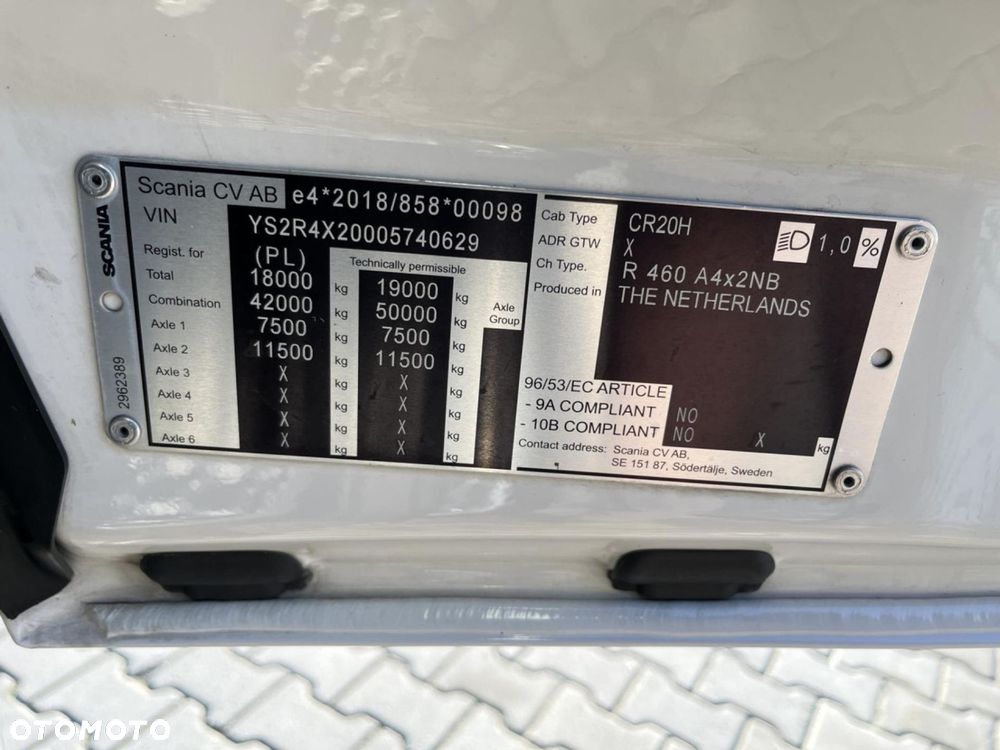 Scania CV AB e4*2018/858*00098
VIN YS2R4X20005740629
Regist. for (PL) Technically permissible
Total 18000 kg 19000 kg
Combination 42000 kg 50000 kg Axle Group
Axle 1 7500 kg 7500 kg
Axle 2 11500 kg 11500 kg
Axle 3 X kg X kg
Axle 4 X kg X kg
Axle 5 X kg X kg
Axle 6 X kg X kg
Cab Type CR20H 1,0 %
ADR GTW X
Ch Type. R 460 A4x2NB
Produced in THE NETHERLANDS
96/53/EC ARTICLE
- 9A COMPLIANT NO
- 10B COMPLIANT NO X kg
Contact address: Scania CV AB,
SE 151 87, Södertälje, Sweden
SCANIA
2962389
OTOMOTO